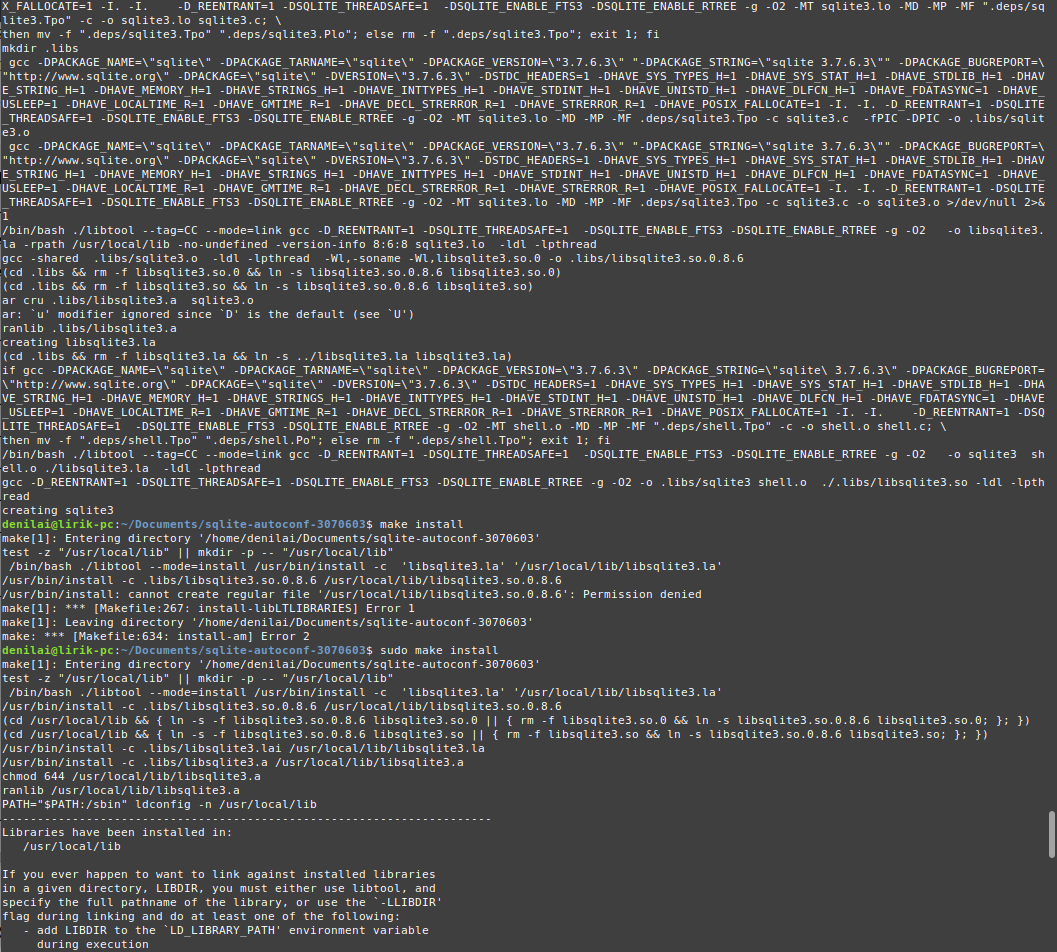 X_FALLOCATE=1 -I. -I.    -D_REENTRANT=1 -DSQLITE_THREADSAFE=1  -DSQLITE_ENABLE_FTS3 -DSQLITE_ENABLE_RTREE -g -O2 -MT sqlite3.lo -MD -MP -MF ".deps/sq
lite3.Tpo" -c -o sqlite3.lo sqlite3.c; \
then mv -f ".deps/sqlite3.Tpo" ".deps/sqlite3.Plo"; else rm -f ".deps/sqlite3.Tpo"; exit 1; fi
mkdir .libs
 gcc -DPACKAGE_NAME=\"sqlite\" -DPACKAGE_TARNAME=\"sqlite\" -DPACKAGE_VERSION=\"3.7.6.3\" "-DPACKAGE_STRING=\"sqlite 3.7.6.3\"" -DPACKAGE_BUGREPORT=\
"http://www.sqlite.org\" -DPACKAGE=\"sqlite\" -DVERSION=\"3.7.6.3\" -DSTDC_HEADERS=1 -DHAVE_SYS_TYPES_H=1 -DHAVE_SYS_STAT_H=1 -DHAVE_STDLIB_H=1 -DHAV
E_STRING_H=1 -DHAVE_MEMORY_H=1 -DHAVE_STRINGS_H=1 -DHAVE_INTTYPES_H=1 -DHAVE_STDINT_H=1 -DHAVE_UNISTD_H=1 -DHAVE_DLFCN_H=1 -DHAVE_FDATASYNC=1 -DHAVE_
USLEEP=1 -DHAVE_LOCALTIME_R=1 -DHAVE_GMTIME_R=1 -DHAVE_DECL_STRERROR_R=1 -DHAVE_STRERROR_R=1 -DHAVE_POSIX_FALLOCATE=1 -I. -I. -D_REENTRANT=1 -DSQLITE
_THREADSAFE=1 -DSQLITE_ENABLE_FTS3 -DSQLITE_ENABLE_RTREE -g -O2 -MT sqlite3.lo -MD -MP -MF .deps/sqlite3.Tpo -c sqlite3.c  -fPIC -DPIC -o .libs/sqlit
e3.o
 gcc -DPACKAGE_NAME=\"sqlite\" -DPACKAGE_TARNAME=\"sqlite\" -DPACKAGE_VERSION=\"3.7.6.3\" "-DPACKAGE_STRING=\"sqlite 3.7.6.3\"" -DPACKAGE_BUGREPORT=\
"http://www.sqlite.org\" -DPACKAGE=\"sqlite\" -DVERSION=\"3.7.6.3\" -DSTDC_HEADERS=1 -DHAVE_SYS_TYPES_H=1 -DHAVE_SYS_STAT_H=1 -DHAVE_STDLIB_H=1 -DHAV
E_STRING_H=1 -DHAVE_MEMORY_H=1 -DHAVE_STRINGS_H=1 -DHAVE_INTTYPES_H=1 -DHAVE_STDINT_H=1 -DHAVE_UNISTD_H=1 -DHAVE_DLFCN_H=1 -DHAVE_FDATASYNC=1 -DHAVE_
USLEEP=1 -DHAVE_LOCALTIME_R=1 -DHAVE_GMTIME_R=1 -DHAVE_DECL_STRERROR_R=1 -DHAVE_STRERROR_R=1 -DHAVE_POSIX_FALLOCATE=1 -I. -I. -D_REENTRANT=1 -DSQLITE
_THREADSAFE=1 -DSQLITE_ENABLE_FTS3 -DSQLITE_ENABLE_RTREE -g -O2 -MT sqlite3.lo -MD -MP -MF .deps/sqlite3.Tpo -c sqlite3.c -o sqlite3.o >/dev/null 2>&
1
/bin/bash ./libtool --tag=CC --mode=link gcc -D_REENTRANT=1 -DSQLITE_THREADSAFE=1  -DSQLITE_ENABLE_FTS3 -DSQLITE_ENABLE_RTREE -g -O2   -o libsqlite3.
la -rpath /usr/local/lib -no-undefined -version-info 8:6:8 sqlite3.lo  -ldl -lpthread
gcc -shared  .libs/sqlite3.o  -ldl -lpthread  -Wl,-soname -Wl,libsqlite3.so.0 -o .libs/libsqlite3.so.0.8.6
(cd .libs && rm -f libsqlite3.so.0 && ln -s libsqlite3.so.0.8.6 libsqlite3.so.0)
(cd .libs && rm -f libsqlite3.so && ln -s libsqlite3.so.0.8.6 libsqlite3.so)
ar cru .libs/libsqlite3.a  sqlite3.o
ar: `u' modifier ignored since `D' is the default (see `U')
ranlib .libs/libsqlite3.a
creating libsqlite3.la
(cd .libs && rm -f libsqlite3.la && ln -s ../libsqlite3.la libsqlite3.la)
if gcc -DPACKAGE_NAME=\"sqlite\" -DPACKAGE_TARNAME=\"sqlite\" -DPACKAGE_VERSION=\"3.7.6.3\" -DPACKAGE_STRING=\"sqlite\ 3.7.6.3\" -DPACKAGE_BUGREPORT=
\"http://www.sqlite.org\" -DPACKAGE=\"sqlite\" -DVERSION=\"3.7.6.3\" -DSTDC_HEADERS=1 -DHAVE_SYS_TYPES_H=1 -DHAVE_SYS_STAT_H=1 -DHAVE_STDLIB_H=1 -DHA
VE_STRING_H=1 -DHAVE_MEMORY_H=1 -DHAVE_STRINGS_H=1 -DHAVE_INTTYPES_H=1 -DHAVE_STDINT_H=1 -DHAVE_UNISTD_H=1 -DHAVE_DLFCN_H=1 -DHAVE_FDATASYNC=1 -DHAVE
_USLEEP=1 -DHAVE_LOCALTIME_R=1 -DHAVE_GMTIME_R=1 -DHAVE_DECL_STRERROR_R=1 -DHAVE_STRERROR_R=1 -DHAVE_POSIX_FALLOCATE=1 -I. -I.    -D_REENTRANT=1 -DSQ
LITE_THREADSAFE=1  -DSQLITE_ENABLE_FTS3 -DSQLITE_ENABLE_RTREE -g -O2 -MT shell.o -MD -MP -MF ".deps/shell.Tpo" -c -o shell.o shell.c; \
then mv -f ".deps/shell.Tpo" ".deps/shell.Po"; else rm -f ".deps/shell.Tpo"; exit 1; fi
/bin/bash ./libtool --tag=CC --mode=link gcc -D_REENTRANT=1 -DSQLITE_THREADSAFE=1  -DSQLITE_ENABLE_FTS3 -DSQLITE_ENABLE_RTREE -g -O2   -o sqlite3  sh
ell.o ./libsqlite3.la  -ldl -lpthread
gcc -D_REENTRANT=1 -DSQLITE_THREADSAFE=1 -DSQLITE_ENABLE_FTS3 -DSQLITE_ENABLE_RTREE -g -O2 -o .libs/sqlite3 shell.o  ./.libs/libsqlite3.so -ldl -lpth
read
creating sqlite3
denilai@lirik-pc:~/Documents/sqlite-autoconf-3070603$ make install
make[1]: Entering directory '/home/denilai/Documents/sqlite-autoconf-3070603'
test -z "/usr/local/lib" || mkdir -p -- "/usr/local/lib"
 /bin/bash ./libtool --mode=install /usr/bin/install -c  'libsqlite3.la' '/usr/local/lib/libsqlite3.la'
/usr/bin/install -c .libs/libsqlite3.so.0.8.6 /usr/local/lib/libsqlite3.so.0.8.6
/usr/bin/install: cannot create regular file '/usr/local/lib/libsqlite3.so.0.8.6': Permission denied
make[1]: *** [Makefile:267: install-libLTLIBRARIES] Error 1
make[1]: Leaving directory '/home/denilai/Documents/sqlite-autoconf-3070603'
make: *** [Makefile:634: install-am] Error 2
denilai@lirik-pc:~/Documents/sqlite-autoconf-3070603$ sudo make install
make[1]: Entering directory '/home/denilai/Documents/sqlite-autoconf-3070603'
test -z "/usr/local/lib" || mkdir -p -- "/usr/local/lib"
 /bin/bash ./libtool --mode=install /usr/bin/install -c  'libsqlite3.la' '/usr/local/lib/libsqlite3.la'
/usr/bin/install -c .libs/libsqlite3.so.0.8.6 /usr/local/lib/libsqlite3.so.0.8.6
(cd /usr/local/lib && { ln -s -f libsqlite3.so.0.8.6 libsqlite3.so.0 || { rm -f libsqlite3.so.0 && ln -s libsqlite3.so.0.8.6 libsqlite3.so.0; }; })
(cd /usr/local/lib && { ln -s -f libsqlite3.so.0.8.6 libsqlite3.so || { rm -f libsqlite3.so && ln -s libsqlite3.so.0.8.6 libsqlite3.so; }; })
/usr/bin/install -c .libs/libsqlite3.lai /usr/local/lib/libsqlite3.la
/usr/bin/install -c .libs/libsqlite3.a /usr/local/lib/libsqlite3.a
chmod 644 /usr/local/lib/libsqlite3.a
ranlib /usr/local/lib/libsqlite3.a
PATH="$PATH:/sbin" ldconfig -n /usr/local/lib
----------------------------------------------------------------------
Libraries have been installed in:
   /usr/local/lib

If you ever happen to want to link against installed libraries
in a given directory, LIBDIR, you must either use libtool, and
specify the full pathname of the library, or use the `-LLIBDIR'
flag during linking and do at least one of the following:
   - add LIBDIR to the `LD_LIBRARY_PATH' environment variable
     during execution